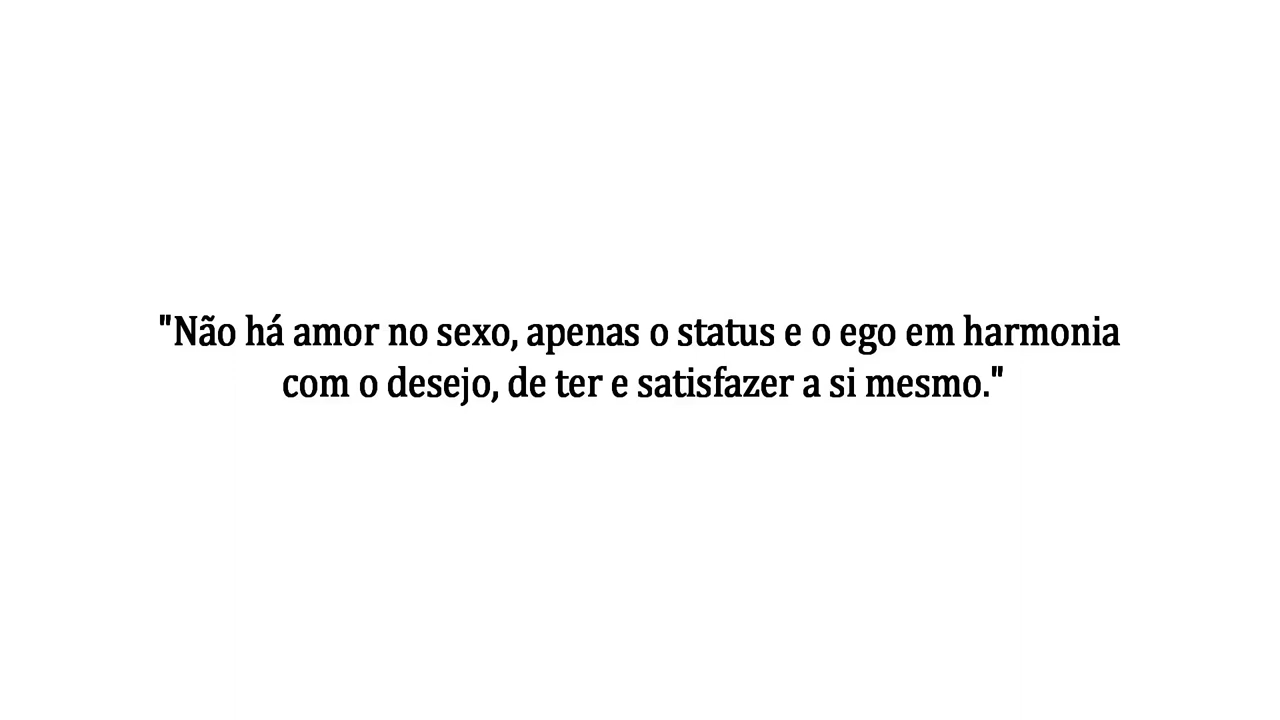 "Não há amor no sexo, apenas o status e o ego em harmonia
com o desejo, de ter e satisfazer a si mesmo."